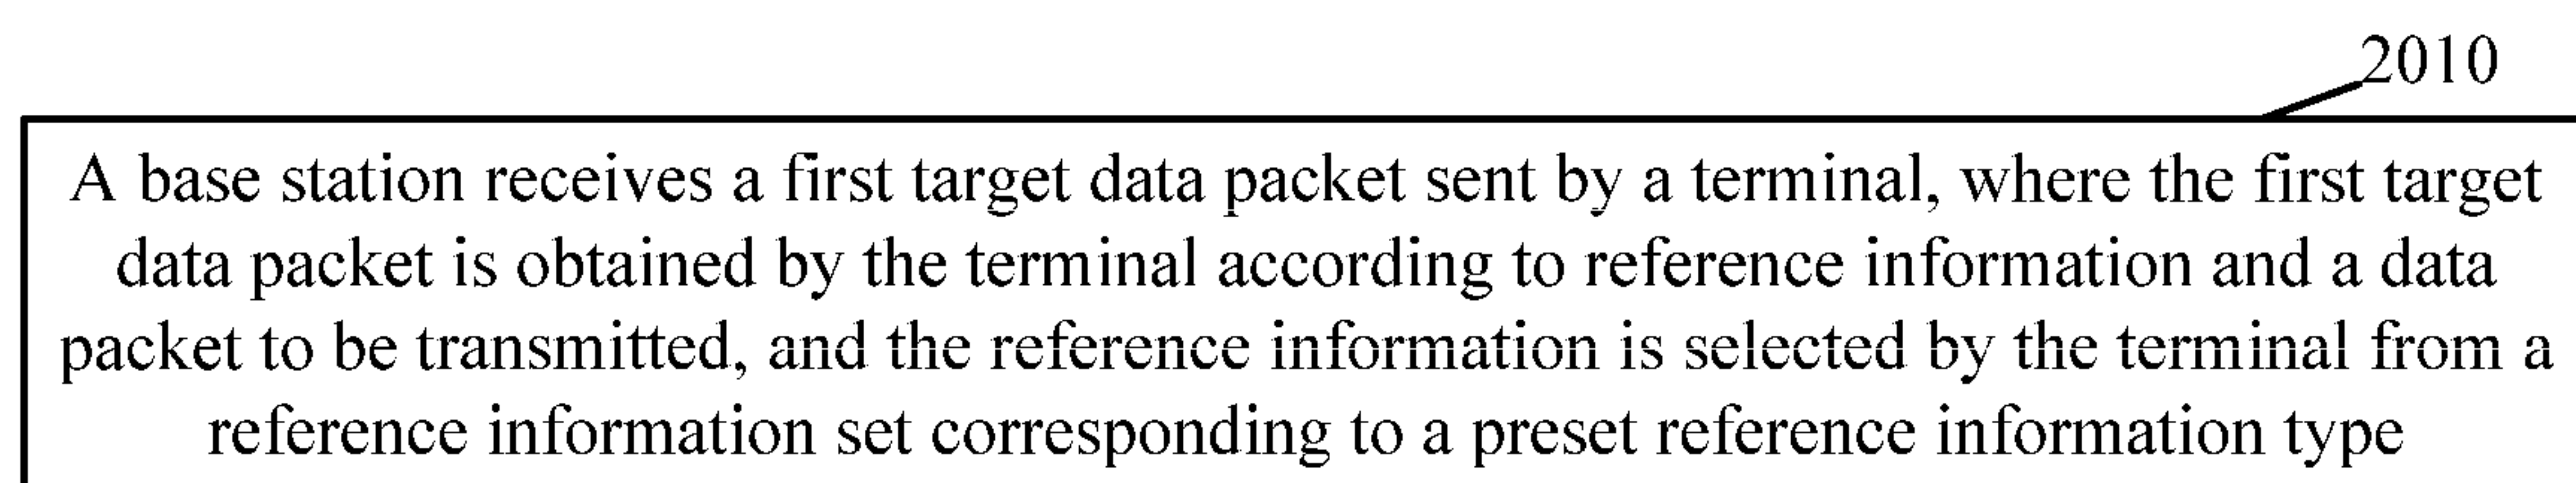 2010
A base station receives a first target data packet sent by a terminal, where the first target
data packet is obtained by the terminal according to reference information and a data
packet to be transmitted, and the reference information is selected by the terminal from a
reference information set corresponding to a preset reference information type